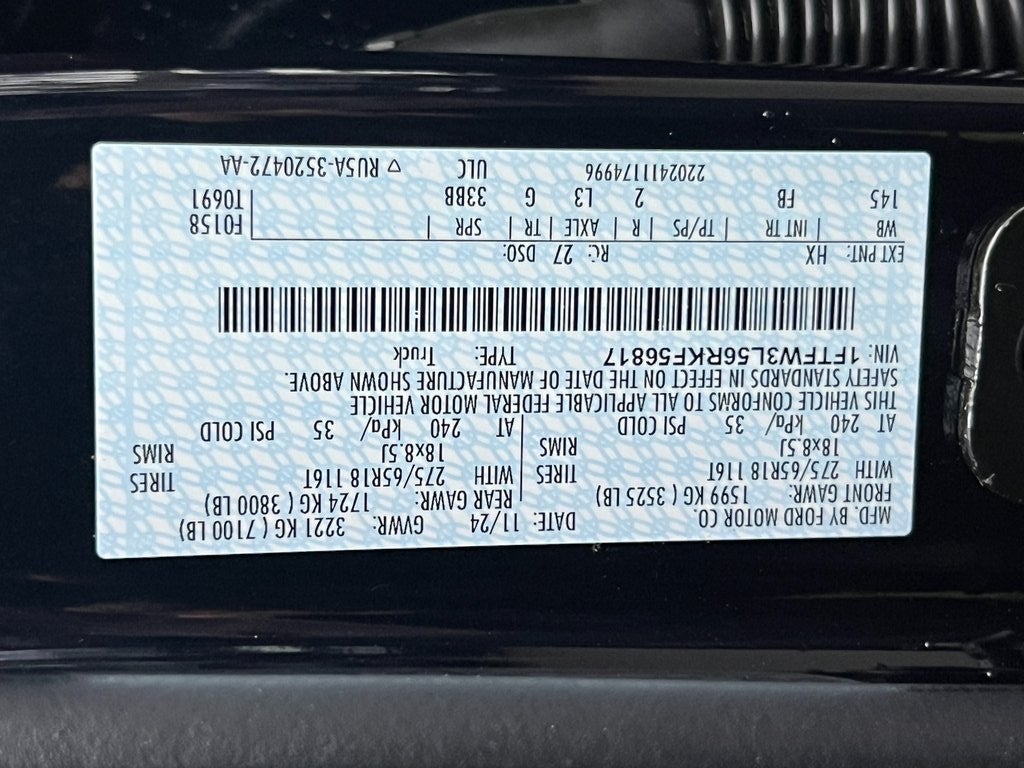 MFD. BY FORD MOTOR CO. DATE: 11/24 GVWR: 3221 KG ( 7100 LB)
FRONT GAWR: 1599 KG ( 3525 LB) REAR GAWR: 1724 KG ( 3800 LB)
WITH 275/65R18 116T TIRES WITH 275/65R18 116T TIRES
18x8.5J RIMS 18x8.5J RIMS
AT 240 kPa/ 35 PSI COLD AT 240 kPa/ 35 PSI COLD
THIS VEHICLE CONFORMS TO ALL APPLICABLE FEDERAL MOTOR VEHICLE
SAFETY STANDARDS IN EFFECT ON THE DATE OF MANUFACTURE SHOWN ABOVE.
VIN: 1FTFW3L56RKF56817 TYPE: Truck
EXT PNT: HX RC: 27 DSO:
WB | INT TR | TP/PS | R | AXLE | TR | SPR | F0158
145 FB 2 L3 G 33BB T0691
2202411174996 ULC ▽ RU5A-3520472-AA